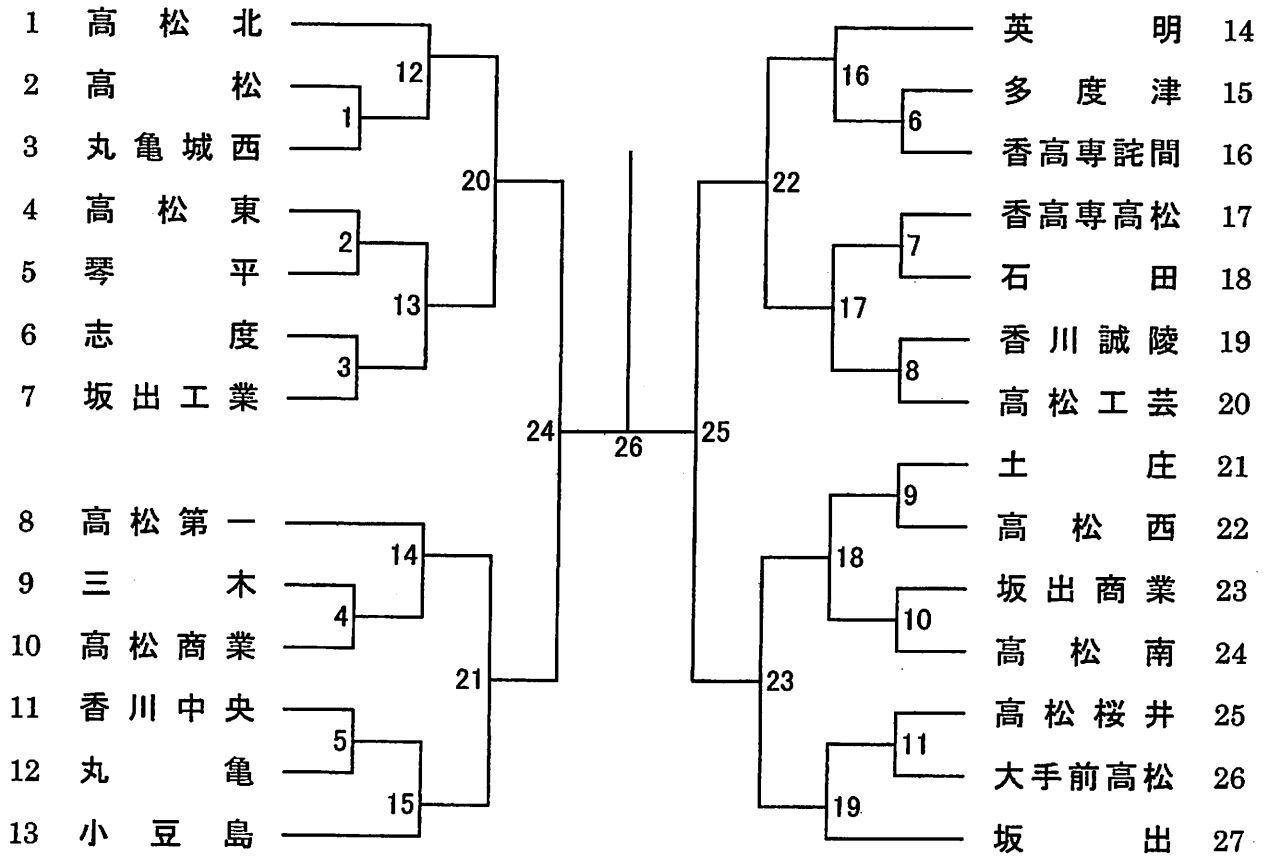 1 高松北
2 高松
3 丸亀城西
4 高松東
5 琴平
6 志度
7 坂出工業
8 高松第一
9 三木
10 高松商業
11 香川中央
12 丸亀
13 小豆島
12
1
20
2
13
3
24
14
4
21
5
15
26
英明 14
多度津 15
香高専詫間 16
香高専高松 17
石田 18
香川誠陵 19
高松工芸 20
土庄 21
高松西 22
坂出商業 23
高松南 24
高松桜井 25
大手前高松 26
坂出 27
16
6
22
7
17
8
25
9
18
10
23
11
19